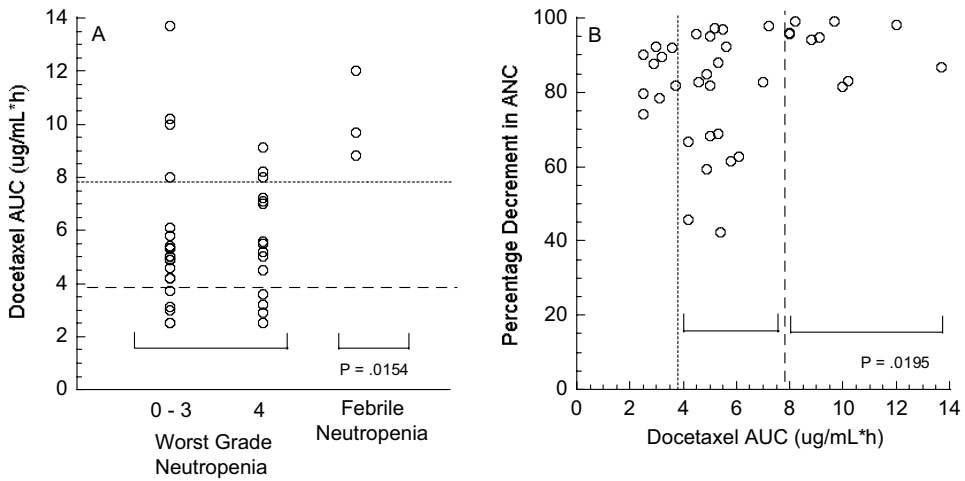 A
Docetaxel AUC (ug/mL*h)
14
12
10
8
6
4
2
0
P = .0154
0 - 3
4
Febrile
Neutropenia
Worst Grade
Neutropenia
B
Percentage Decrement in ANC
100
80
60
40
20
0
P = .0195
0
2
4
6
8
10
12
14
Docetaxel AUC (ug/mL*h)